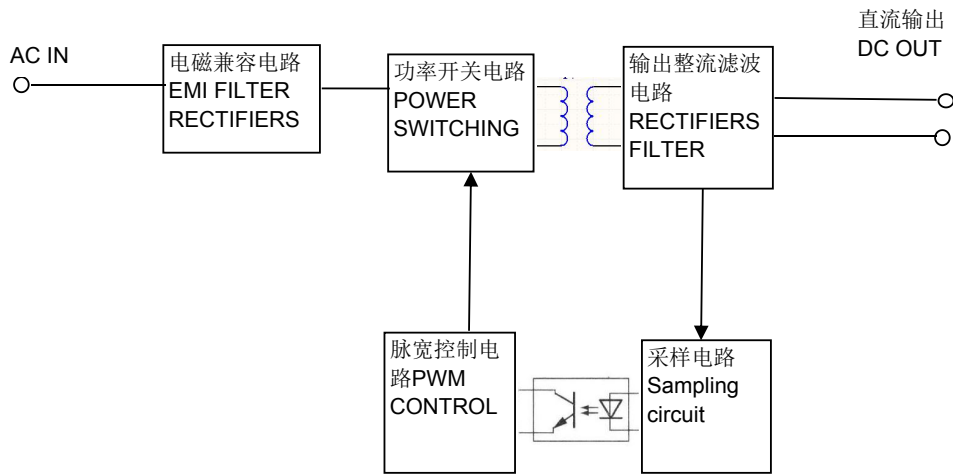 AC IN
电磁兼容电路
EMI FILTER
RECTIFIERS
功率开关电路
POWER
SWITCHING
输出整流滤波
电路
RECTIFIERS
FILTER
直流输出
DC OUT
脉宽控制电
路PWM
CONTROL
采样电路
Sampling
circuit